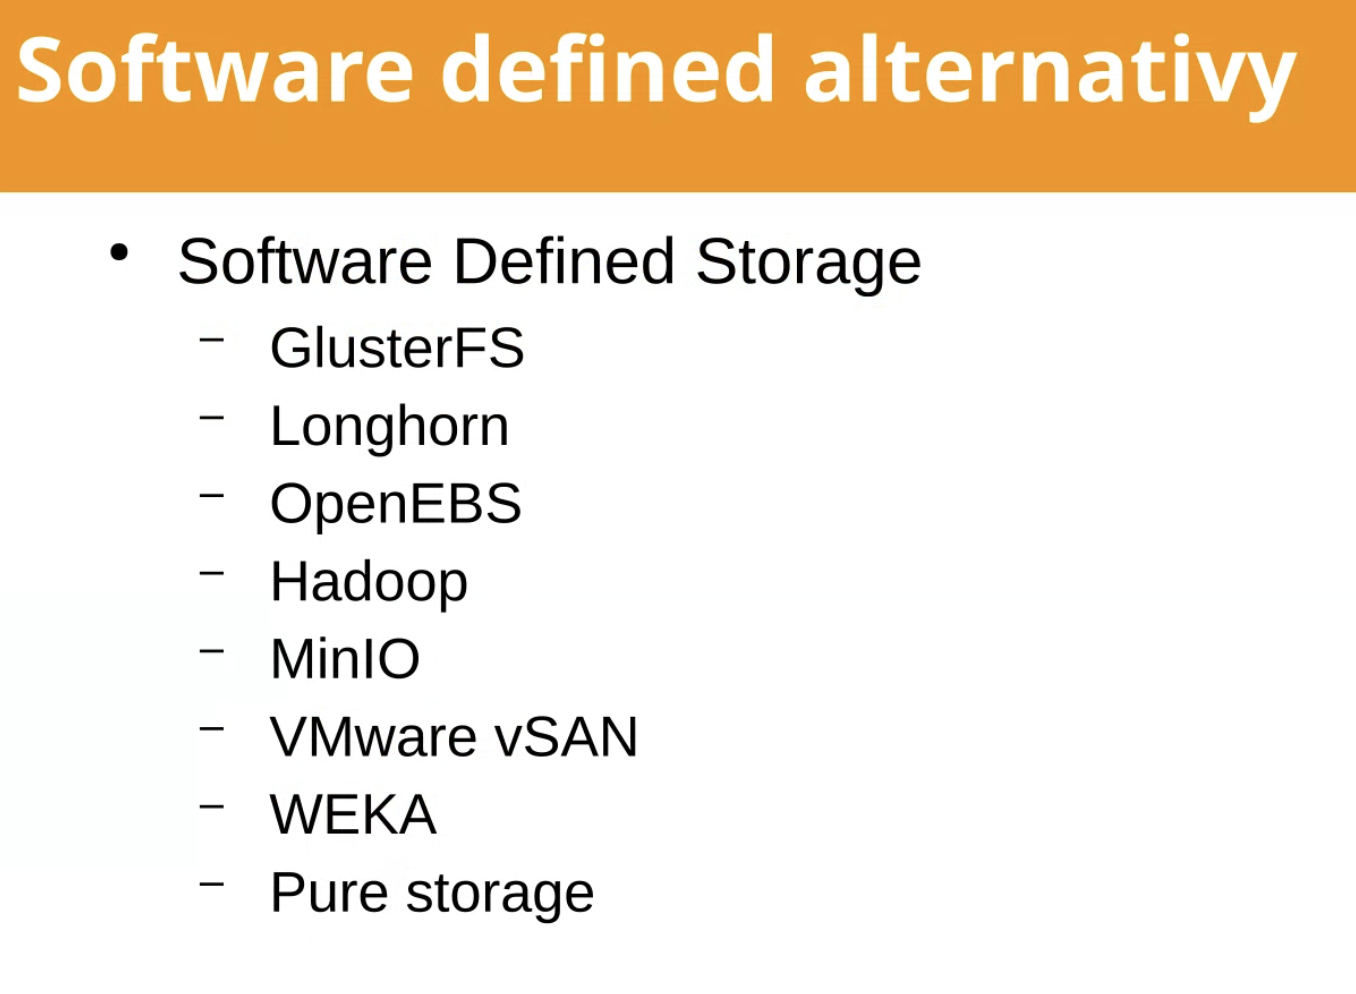 Software defined alternativy
• Software Defined Storage
– GlusterFS
– Longhorn
– OpenEBS
– Hadoop
– MinIO
– VMware vSAN
– WEKA
– Pure storage